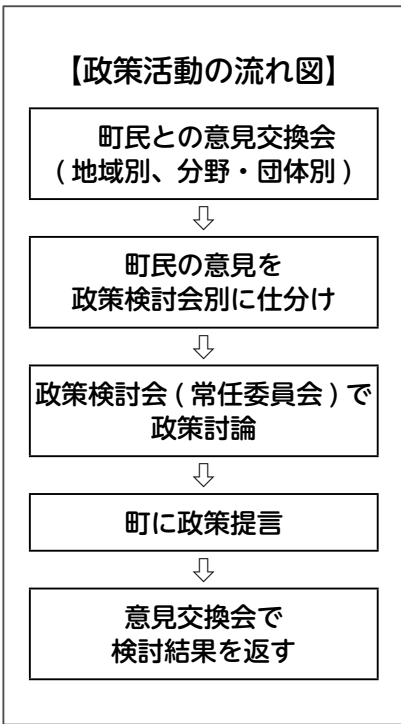 【政策活動の流れ図】
町民との意見交換会
(地域別、分野・団体別)
⇩
町民の意見を
政策検討会別に仕分け
⇩
政策検討会(常任委員会)で
政策討論
⇩
町に政策提言
⇩
意見交換会で
検討結果を返す